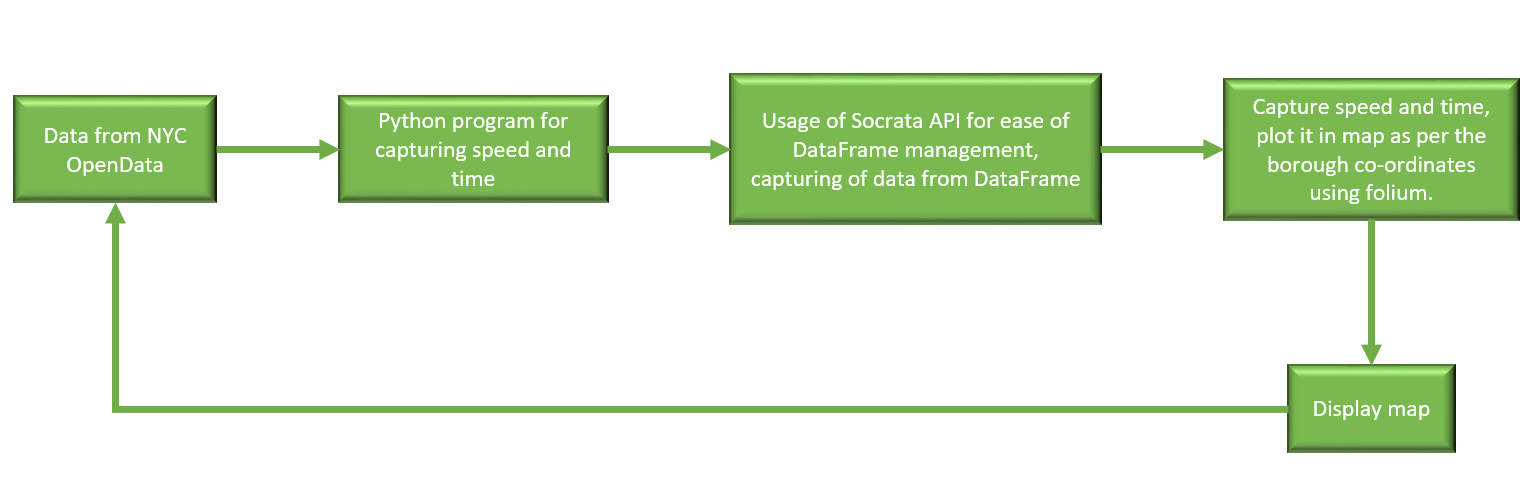 Data from NYC
OpenData
Python program for
capturing speed and
time
Usage of Socrata API for ease of
DataFrame management,
capturing of data from DataFrame
Capture speed and time,
plot it in map as per the
borough co-ordinates
using folium.
Display map